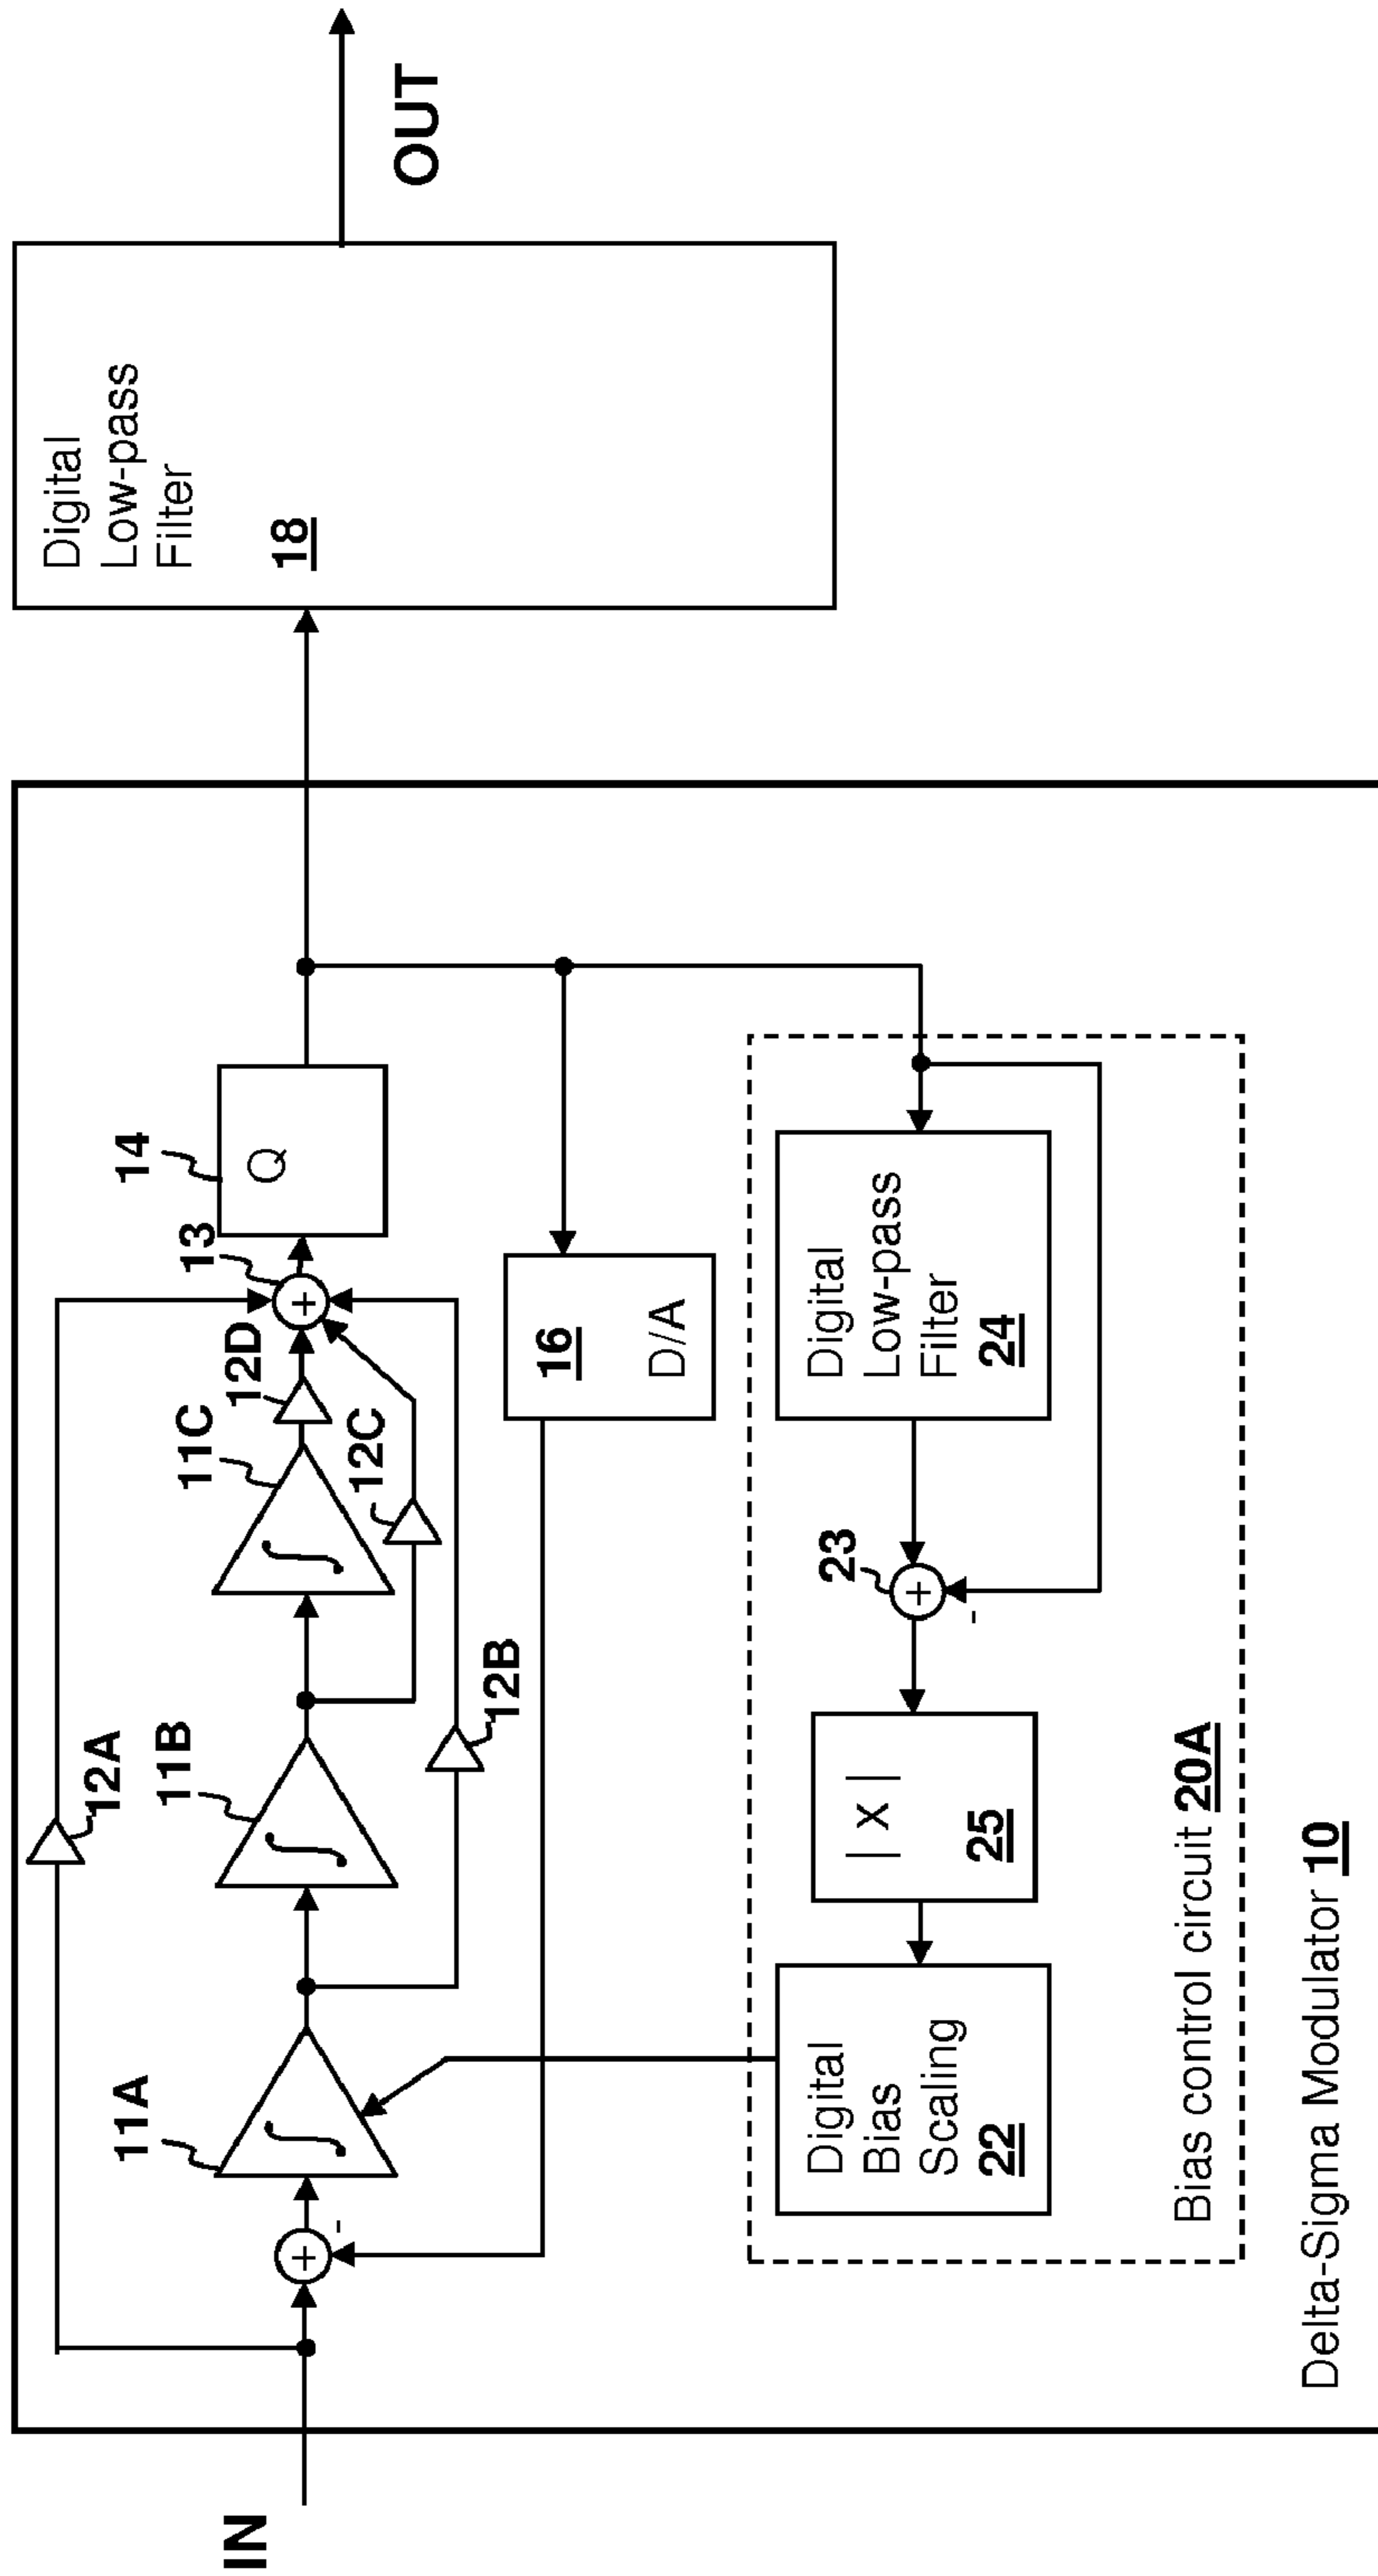 IN
12A
11A
11B
11C
12D
13
14
Q
∫
∫
∫
+
-
+
12B
12C
16
D/A
Digital
Low-pass
Filter
18
OUT
Digital
Bias
Scaling
22
| x |
25
23
+
-
Digital
Low-pass
Filter
24
Bias control circuit 20A
Delta-Sigma Modulator 10